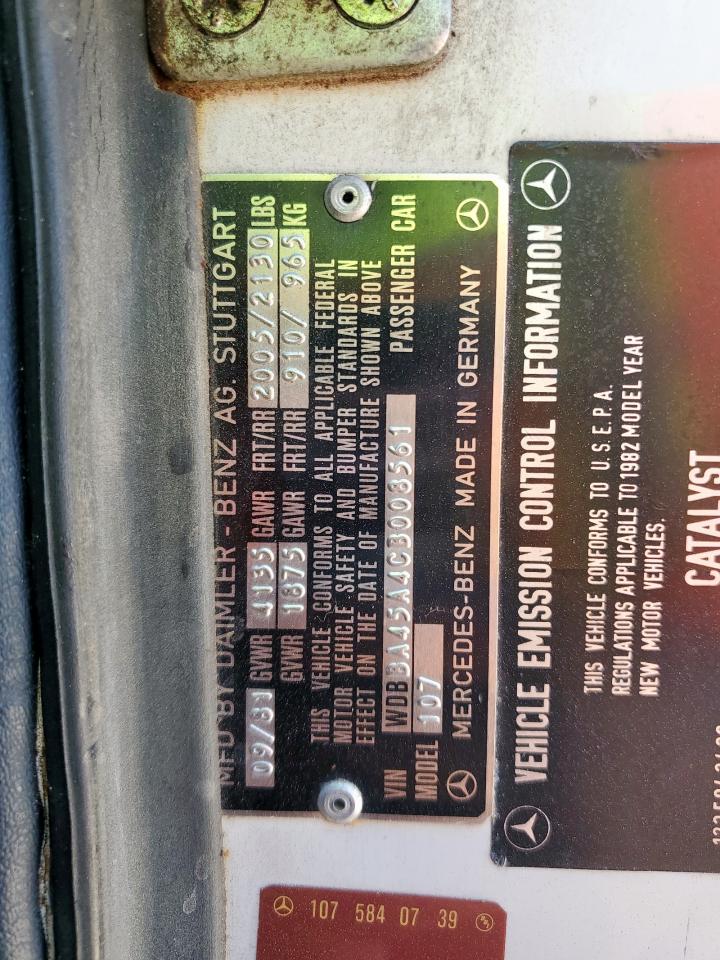 MFD BY DAIMLER - BENZ AG. STUTTGART
09/81 GVWR 4135 GAWR FRT/RR 2005/2130 LBS
GVWR 1875 GAWR FRT/RR 910/ 965 KG
THIS VEHICLE CONFORMS TO ALL APPLICABLE FEDERAL
MOTOR VEHICLE SAFETY AND BUMPER STANDARDS IN
EFFECT ON THE DATE OF MANUFACTURE SHOWN ABOVE
VIN WDBBA45A4CB008561
MODEL 107 PASSENGER CAR
MERCEDES-BENZ MADE IN GERMANY
VEHICLE EMISSION CONTROL INFORMATION
THIS VEHICLE CONFORMS TO U.S.E.P.A.
REGULATIONS APPLICABLE TO 1982 MODEL YEAR
NEW MOTOR VEHICLES.
CATALYST
107 584 07 39